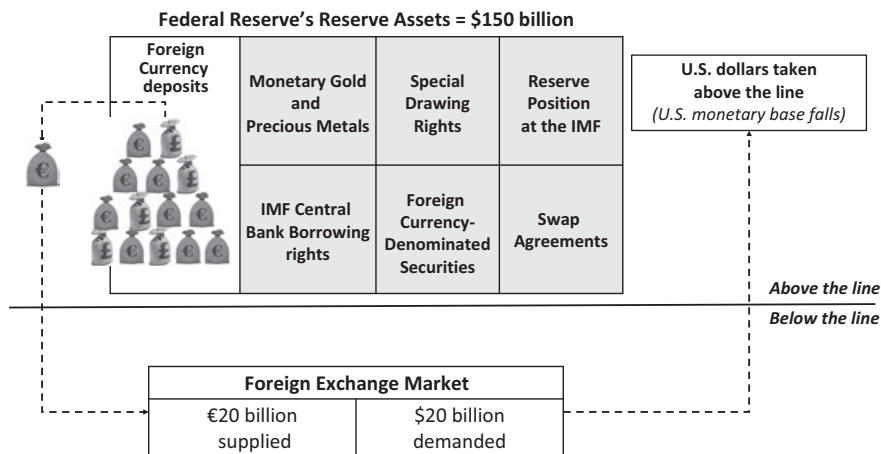 Federal Reserve’s Reserve Assets = $150 billion
Foreign
Currency
deposits
Monetary Gold
and
Precious Metals
Special
Drawing
Rights
Reserve
Position
at the IMF
U.S. dollars taken
above the line
(U.S. monetary base falls)
€
£
€
£
€
€
£
€
£
€
€
£
€
£
€
€
IMF Central
Bank Borrowing
rights
Foreign
Currency-
Denominated
Securities
Swap
Agreements
Above the line
Below the line
Foreign Exchange Market
€20 billion
supplied
$20 billion
demanded